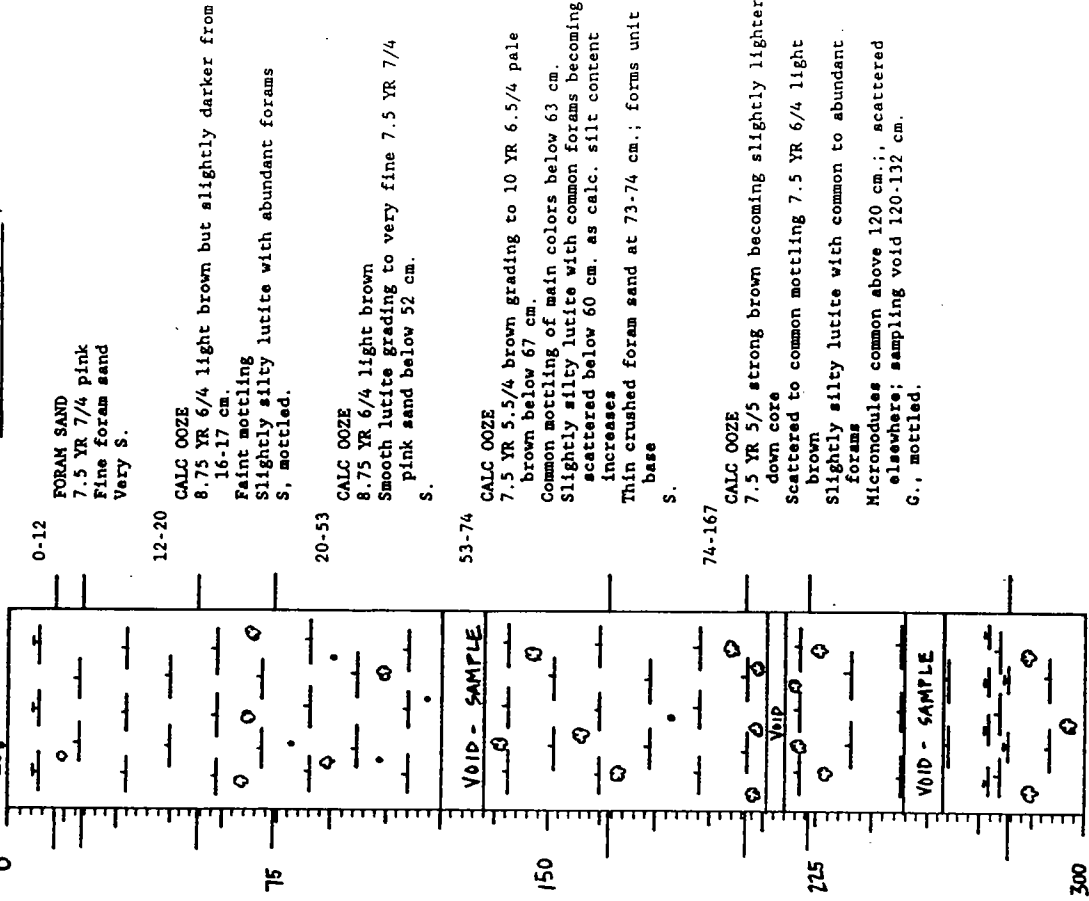 0
75
150
225
300
VOID - SAMPLE
VOID
VOID - SAMPLE
0-12
FORAM SAND
7.5 YR 7/4 pink
Fine foram sand
Very S.
12-20
CALC OOZE
8.75 YR 6/4 light brown but slightly darker from
16-17 cm.
Faint mottling
Slightly silty lutite with abundant forams
S, mottled.
20-53
CALC OOZE
8.75 YR 6/4 light brown
Smooth lutite grading to very fine 7.5 YR 7/4
pink sand below 52 cm.
S.
53-74
CALC OOZE
7.5 YR 5.5/4 brown grading to 10 YR 6.5/4 pale
brown below 67 cm.
Common mottling of main colors below 63 cm.
Slightly silty lutite with common forams becoming
scattered below 60 cm. as calc. silt content
increases
Thin crushed foram sand at 73-74 cm.; forms unit
base
S.
74-167
CALC OOZE
7.5 YR 5/5 strong brown becoming slightly lighter
down core
Scattered to common mottling 7.5 YR 6/4 light
brown
Slightly silty lutite with common to abundant
forams
Micronodules common above 120 cm.;, scattered
elsewhere; sampling void 120-132 cm.
G., mottled.